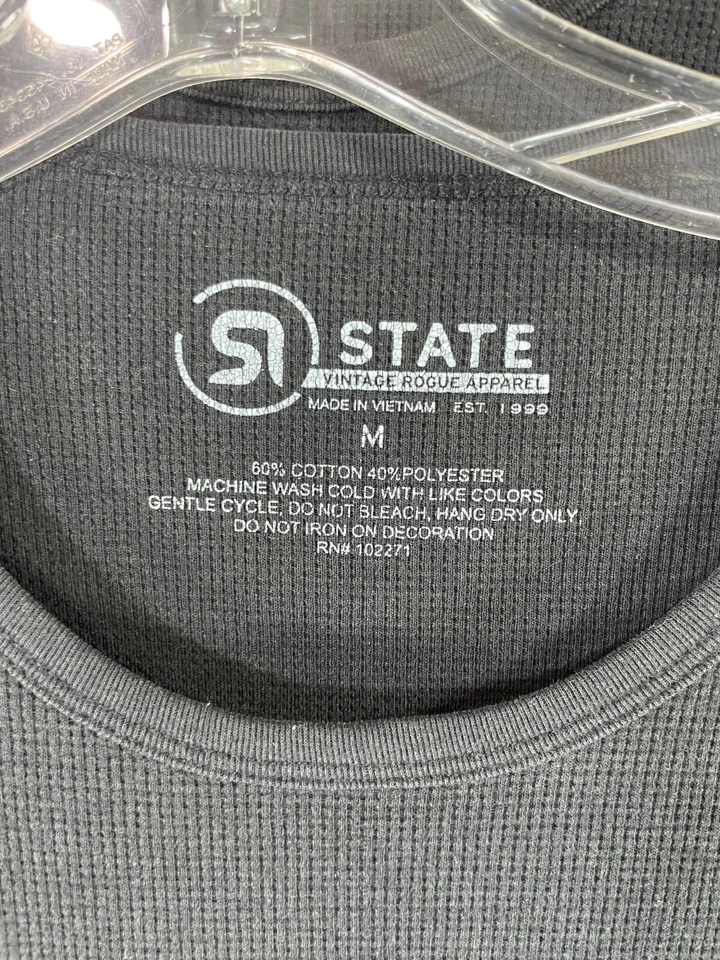 STATE
VINTAGE ROGUE APPAREL
MADE IN VIETNAM EST. 1999
M
60% COTTON 40%POLYESTER
MACHINE WASH COLD WITH LIKE COLORS
GENTLE CYCLE, DO NOT BLEACH, HANG DRY ONLY,
DO NOT IRON ON DECORATION
RN# 102271